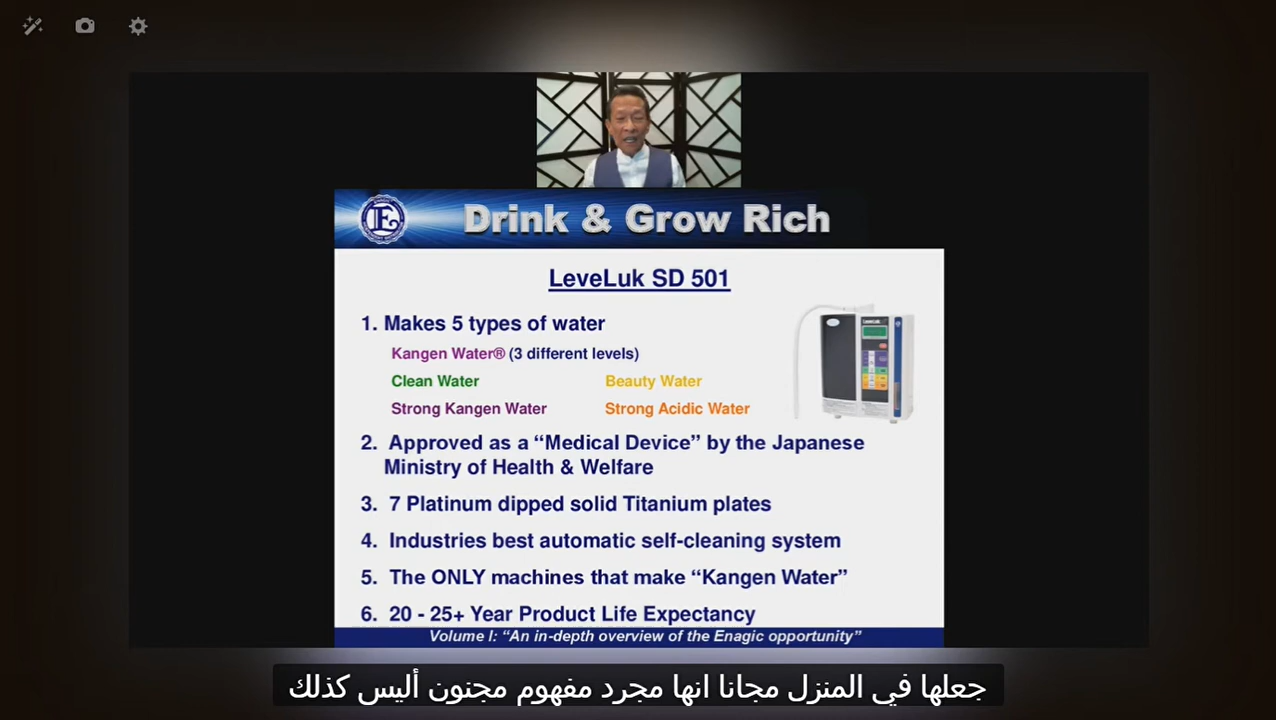 Drink & Grow Rich
LeveLuk SD 501
1. Makes 5 types of water
Kangen Water® (3 different levels)
Clean Water
Beauty Water
Strong Kangen Water
Strong Acidic Water
2. Approved as a “Medical Device” by the Japanese
Ministry of Health & Welfare
3. 7 Platinum dipped solid Titanium plates
4. Industries best automatic self-cleaning system
5. The ONLY machines that make “Kangen Water”
6. 20 - 25+ Year Product Life Expectancy
Volume I: “An in-depth overview of the Enagic opportunity”
جعلها في المنزل مجانا انها مجرد مفهوم مجنون أليس كذلك